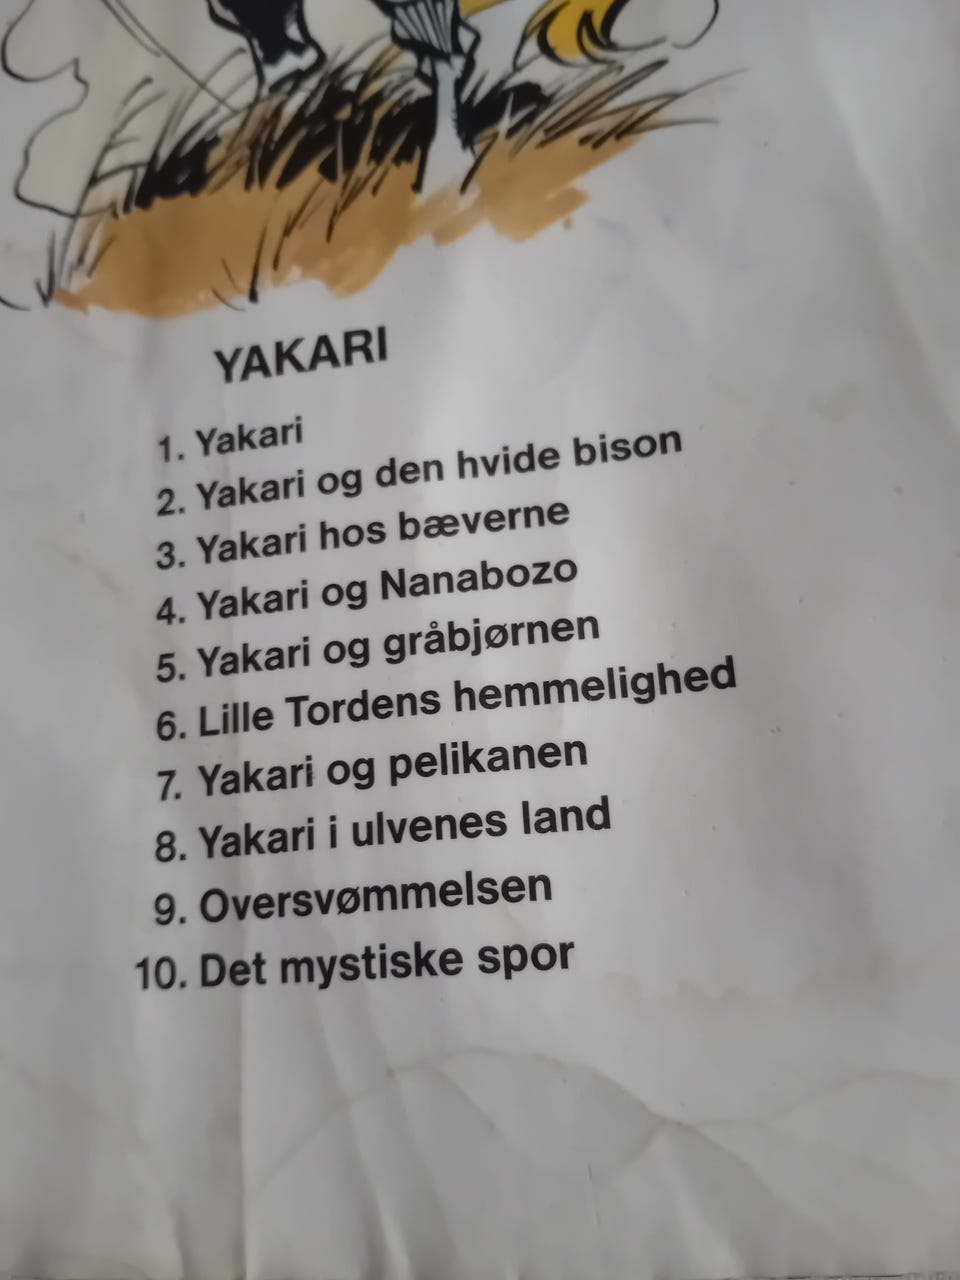 YAKARI
1. Yakari
2. Yakari og den hvide bison
3. Yakari hos bæverne
4. Yakari og Nanabozo
5. Yakari og gråbjørnen
6. Lille Tordens hemmelighed
7. Yakari og pelikanen
8. Yakari i ulvenes land
9. Oversvømmelsen
10. Det mystiske spor